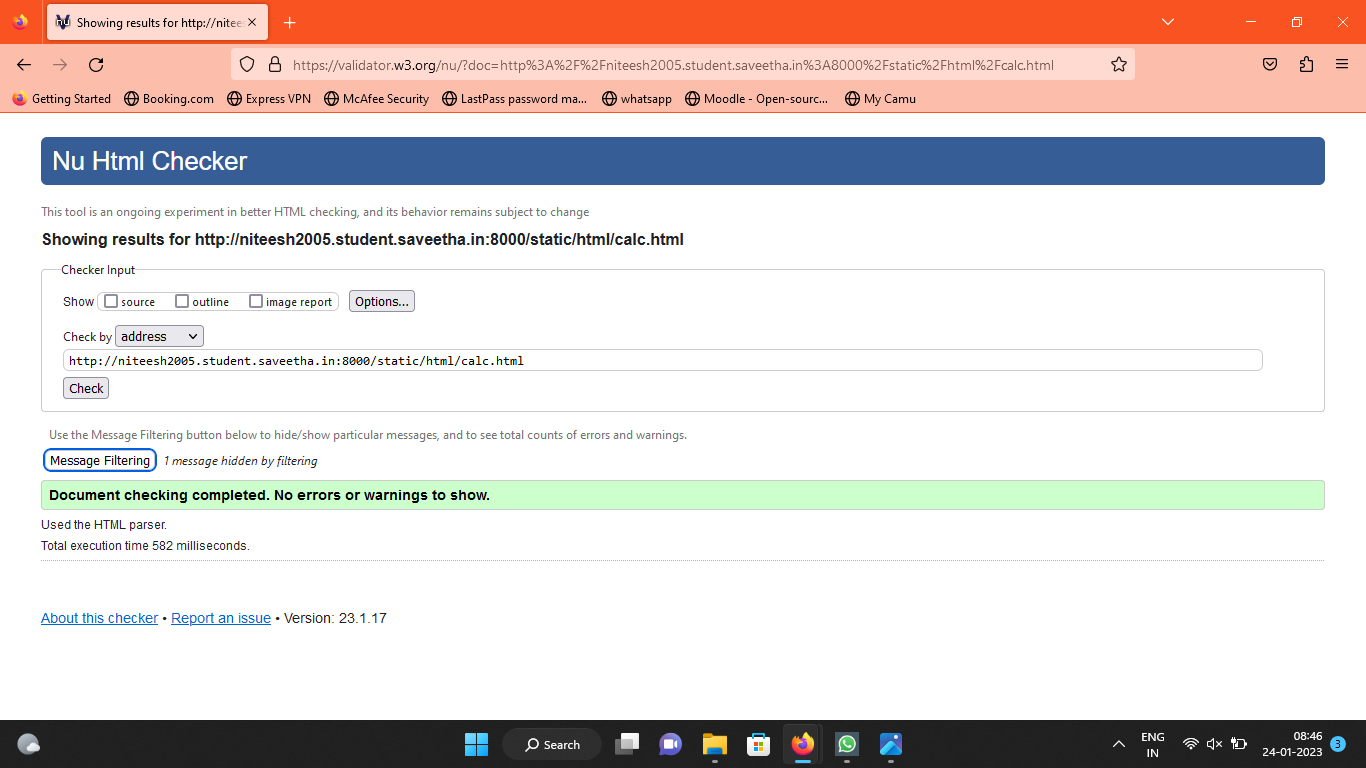 Showing results for http://nitee
https://validator.w3.org/nu/?doc=http%3A%2F%2Fniteesh2005.student.saveetha.in%3A8000%2Fstatic%2Fhtml%2Fcalc.html
Getting Started Booking.com Express VPN McAfee Security LastPass password ma... whatsapp Moodle - Open-sourc... My Camu
Nu Html Checker
This tool is an ongoing experiment in better HTML checking, and its behavior remains subject to change
Showing results for http://niteesh2005.student.saveetha.in:8000/static/html/calc.html
Checker Input
Show source outline image report Options...
Check by address
http://niteesh2005.student.saveetha.in:8000/static/html/calc.html
Check
Use the Message Filtering button below to hide/show particular messages, and to see total counts of errors and warnings.
Message Filtering 1 message hidden by filtering
Document checking completed. No errors or warnings to show.
Used the HTML parser.
Total execution time 582 milliseconds.
About this checker • Report an issue • Version: 23.1.17
Search
ENG
IN
08:46
24-01-2023
3